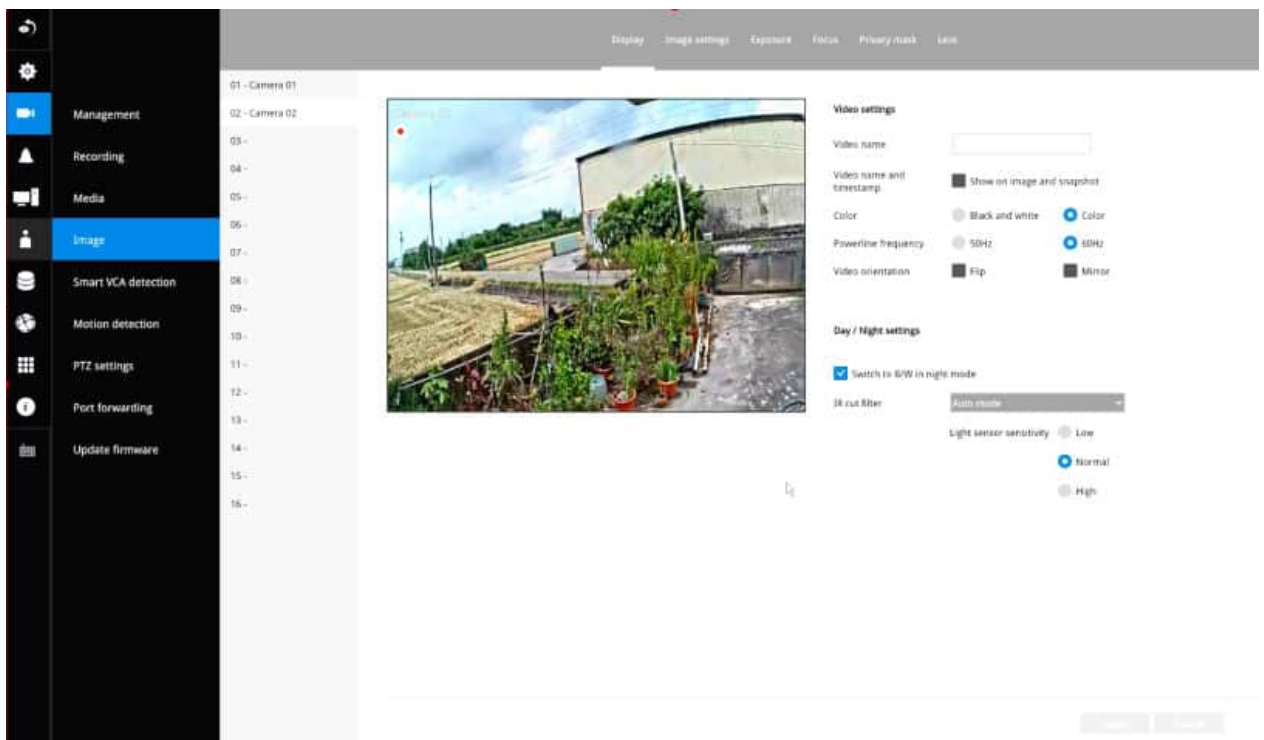 Display Image settings Exposure Focus Privacy mask Lens
Management
Recording
Media
Image
Smart VCA detection
Motion detection
PTZ settings
Port forwarding
Update firmware
01 - Camera 01
02 - Camera 02
03 -
04 -
05 -
06 -
07 -
08 -
09 -
10 -
11 -
12 -
13 -
14 -
15 -
16 -
Video settings
Video name
Video name and
timestamp
Show on image and snapshot
Color Black and white Color
Powerline frequency 50Hz 60Hz
Video orientation Flip Mirror
Day / Night settings
Switch to B/W in night mode
IR cut filter Auto mode
Light sensor sensitivity Low
Normal
High